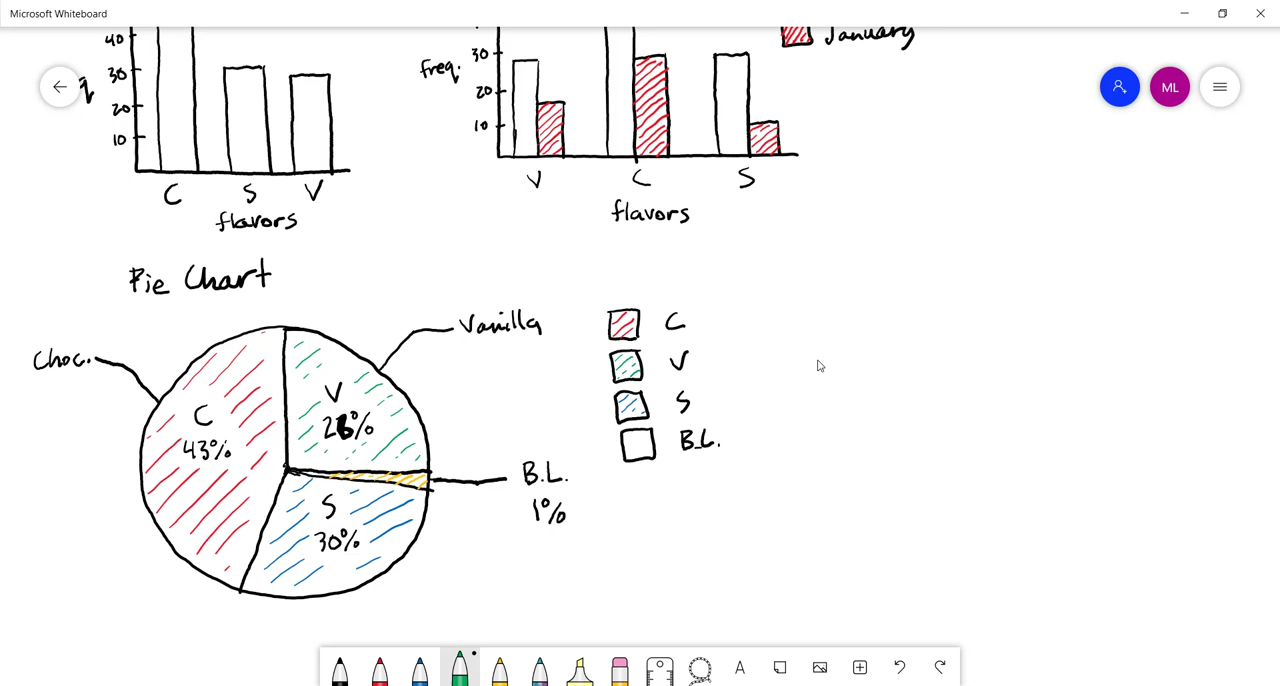 Microsoft Whiteboard
ML
40
30
20
10
C S V
flavors
January
Freq.
30
20
10
V C S
flavors
Pie Chart
Choc.
Vanilla
C
43%
V
S
30%
B.L.
1%
C
V
S
B.L.
A